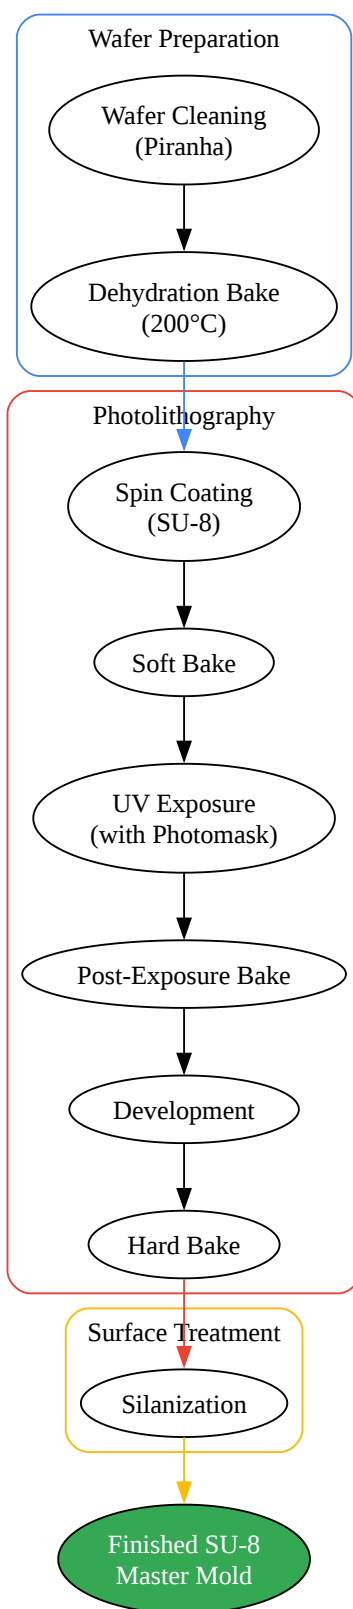 Wafer Preparation
Wafer Cleaning
(Piranha)
Dehydration Bake
(200°C)
Photolithography
Spin Coating
(SU-8)
Soft Bake
UV Exposure
(with Photomask)
Post-Exposure Bake
Development
Hard Bake
Surface Treatment
Silanization
Finished SU-8
Master Mold